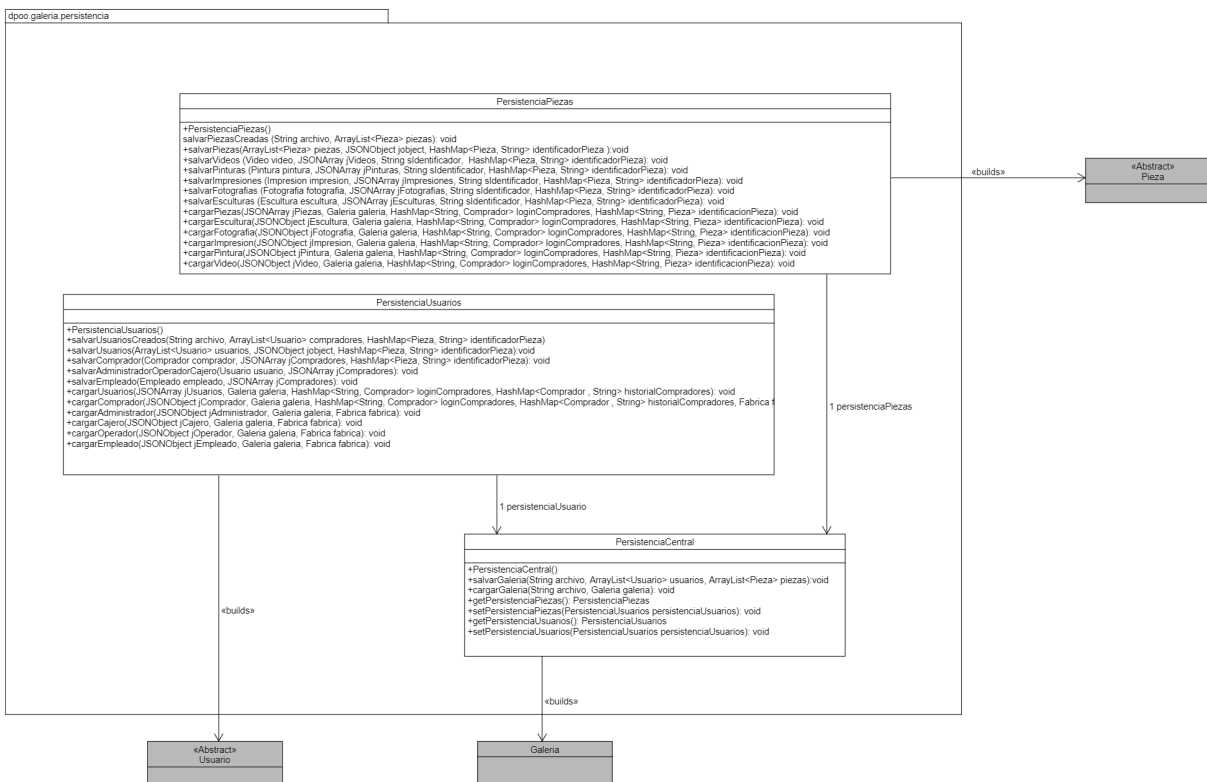 dpoo.galeria.persistencia
PersistenciaPiezas
+PersistenciaPiezas()
salvarPiezasCreadas (String archivo, ArrayList<Pieza> piezas): void
+salvarPiezas(ArrayList<Pieza> piezas, JSONObject jobject, HashMap<Pieza, String> identificadorPieza ):void
+salvarVideos (Video video, JSONArray jVideos, String sIdentificador,  HashMap<Pieza, String> identificadorPieza): void
+salvarPinturas (Pintura pintura, JSONArray jPinturas, String sIdentificador, HashMap<Pieza, String> identificadorPieza): void
+salvarImpresiones (Impresion impresion, JSONArray jImpresiones, String sIdentificador, HashMap<Pieza, String> identificadorPieza): void
+salvarFotografias (Fotografia fotografia, JSONArray jFotografias, String sIdentificador, HashMap<Pieza, String> identificadorPieza): void
+salvarEsculturas (Escultura escultura, JSONArray jEsculturas, String sIdentificador, HashMap<Pieza, String> identificadorPieza): void
+cargarPiezas(JSONArray jPiezas, Galeria galeria, HashMap<String, Comprador> loginCompradores, HashMap<String, Pieza> identificacionPieza): void
+cargarEscultura(JSONObject jEscultura, Galeria galeria, HashMap<String, Comprador> loginCompradores, HashMap<String, Pieza> identificacionPieza): void
+cargarFotografia(JSONObject jFotografia, Galeria galeria, HashMap<String, Comprador> loginCompradores, HashMap<String, Pieza> identificacionPieza): void
+cargarImpresion(JSONObject jImpresion, Galeria galeria, HashMap<String, Comprador> loginCompradores, HashMap<String, Pieza> identificacionPieza): void
+cargarPintura(JSONObject jPintura, Galeria galeria, HashMap<String, Comprador> loginCompradores, HashMap<String, Pieza> identificacionPieza): void
+cargarVideo(JSONObject jVideo, Galeria galeria, HashMap<String, Comprador> loginCompradores, HashMap<String, Pieza> identificacionPieza): void
«builds»
«Abstract»
Pieza
PersistenciaUsuarios
+PersistenciaUsuarios()
+salvarUsuariosCreados(String archivo, ArrayList<Usuario> compradores, HashMap<Pieza, String> identificadorPieza)
+salvarUsuarios(ArrayList<Usuario> usuarios, JSONObject jobject, HashMap<Pieza, String> identificadorPieza):void
+salvarComprador(Comprador comprador, JSONArray jCompradores, HashMap<Pieza, String> identificadorPieza): void
+salvarAdministradorOperadorCajero(Usuario usuario, JSONArray jCompradores): void
+salvarEmpleado(Empleado empleado, JSONArray jCompradores): void
+cargarUsuarios(JSONArray jUsuarios, Galeria galeria, HashMap<String, Comprador> loginCompradores, HashMap<Comprador , String> historialCompradores): void
+cargarComprador(JSONObject jComprador, Galeria galeria, HashMap<String, Comprador> loginCompradores, HashMap<Comprador , String> historialCompradores, Fabrica f
+cargarAdministrador(JSONObject jAdministrador, Galeria galeria, Fabrica fabrica): void
+cargarCajero(JSONObject jCajero, Galeria galeria, Fabrica fabrica): void
+cargarOperador(JSONObject jOperador, Galeria galeria, Fabrica fabrica): void
+cargarEmpleado(JSONObject jEmpleado, Galeria galeria, Fabrica fabrica): void
1 persistenciaPiezas
1 persistenciaUsuario
PersistenciaCentral
+PersistenciaCentral()
+salvarGaleria(String archivo, ArrayList<Usuario> usuarios, ArrayList<Pieza> piezas):void
+cargarGaleria(String archivo, Galeria galeria): void
+getPersistenciaPiezas(): PersistenciaPiezas
+setPersistenciaPiezas(PersistenciaUsuarios persistenciaUsuarios): void
+getPersistenciaUsuarios(): PersistenciaUsuarios
+setPersistenciaUsuarios(PersistenciaUsuarios persistenciaUsuarios): void
«builds»
«builds»
«Abstract»
Usuario
Galeria